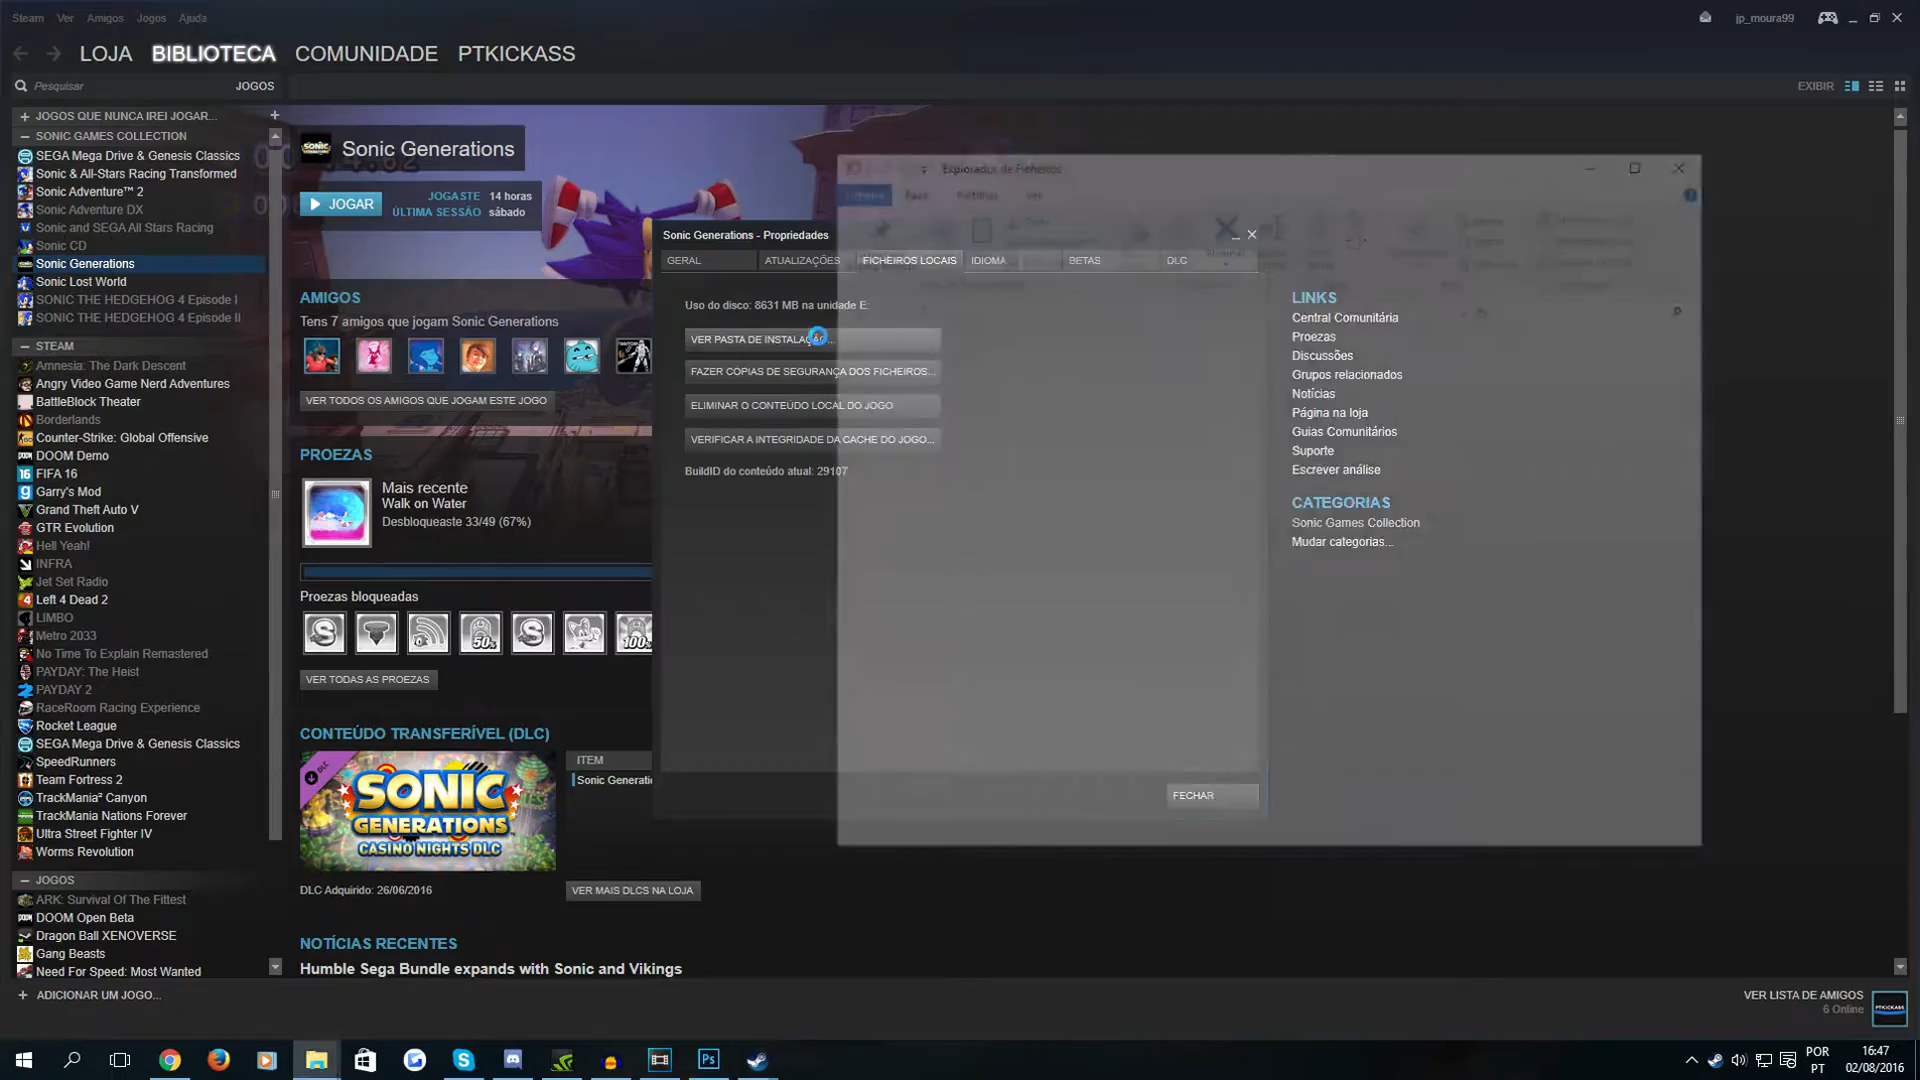 Steam Ver Amigos Jogos Ajuda
jp_moura99
LOJA BIBLIOTECA COMUNIDADE PTKICKASS
Pesquisar JOGOS
EXIBIR
+ JOGOS QUE NUNCA IREI JOGAR... +
— SONIC GAMES COLLECTION
SEGA Mega Drive & Genesis Classics
Sonic & All-Stars Racing Transformed
Sonic Adventure™ 2
Sonic Adventure DX
Sonic and SEGA All Stars Racing
Sonic CD
Sonic Generations
Sonic Lost World
SONIC THE HEDGEHOG 4 Episode I
SONIC THE HEDGEHOG 4 Episode II
— STEAM
Amnesia: The Dark Descent
Angry Video Game Nerd Adventures
BattleBlock Theater
Borderlands
Counter-Strike: Global Offensive
DOOM Demo
FIFA 16
Garry's Mod
Grand Theft Auto V
GTR Evolution
Hell Yeah!
INFRA
Jet Set Radio
Left 4 Dead 2
LIMBO
Metro 2033
No Time To Explain Remastered
PAYDAY: The Heist
PAYDAY 2
RaceRoom Racing Experience
Rocket League
SEGA Mega Drive & Genesis Classics
SpeedRunners
Team Fortress 2
TrackMania² Canyon
TrackMania Nations Forever
Ultra Street Fighter IV
Worms Revolution
— JOGOS
ARK: Survival Of The Fittest
DOOM Open Beta
Dragon Ball XENOVERSE
Gang Beasts
Need For Speed: Most Wanted
+ ADICIONAR UM JOGO...
Sonic Generations
JOGAR
JOGASTE 14 horas
ÚLTIMA SESSÃO sábado
AMIGOS
Tens 7 amigos que jogam Sonic Generations
VER TODOS OS AMIGOS QUE JOGAM ESTE JOGO
PROEZAS
Mais recente
Walk on Water
Desbloqueaste 33/49 (67%)
Proezas bloqueadas
50%
100%
VER TODAS AS PROEZAS
CONTEÚDO TRANSFERÍVEL (DLC)
DLC
SONIC
GENERATIONS
CASINO NIGHTS DLC
ITEM
Sonic Generati
DLC Adquirido: 26/06/2016
VER MAIS DLCS NA LOJA
NOTÍCIAS RECENTES
Humble Sega Bundle expands with Sonic and Vikings
Explorador de Ficheiros
Sonic Generations - Propriedades
GERAL ATUALIZAÇÕES FICHEIROS LOCAIS IDIOMA BETAS DLC
Uso do disco: 8631 MB na unidade E:
VER PASTA DE INSTALAÇÃO...
FAZER CÓPIAS DE SEGURANÇA DOS FICHEIROS...
ELIMINAR O CONTEÚDO LOCAL DO JOGO
VERIFICAR A INTEGRIDADE DA CACHE DO JOGO...
BuildID do conteúdo atual: 29107
FECHAR
LINKS
Central Comunitária
Proezas
Discussões
Grupos relacionados
Notícias
Página na loja
Guias Comunitários
Suporte
Escrever análise
CATEGORIAS
Sonic Games Collection
Mudar categorias...
VER LISTA DE AMIGOS
6 Online
PTKICKASS
POR
PT
16:47
02/08/2016